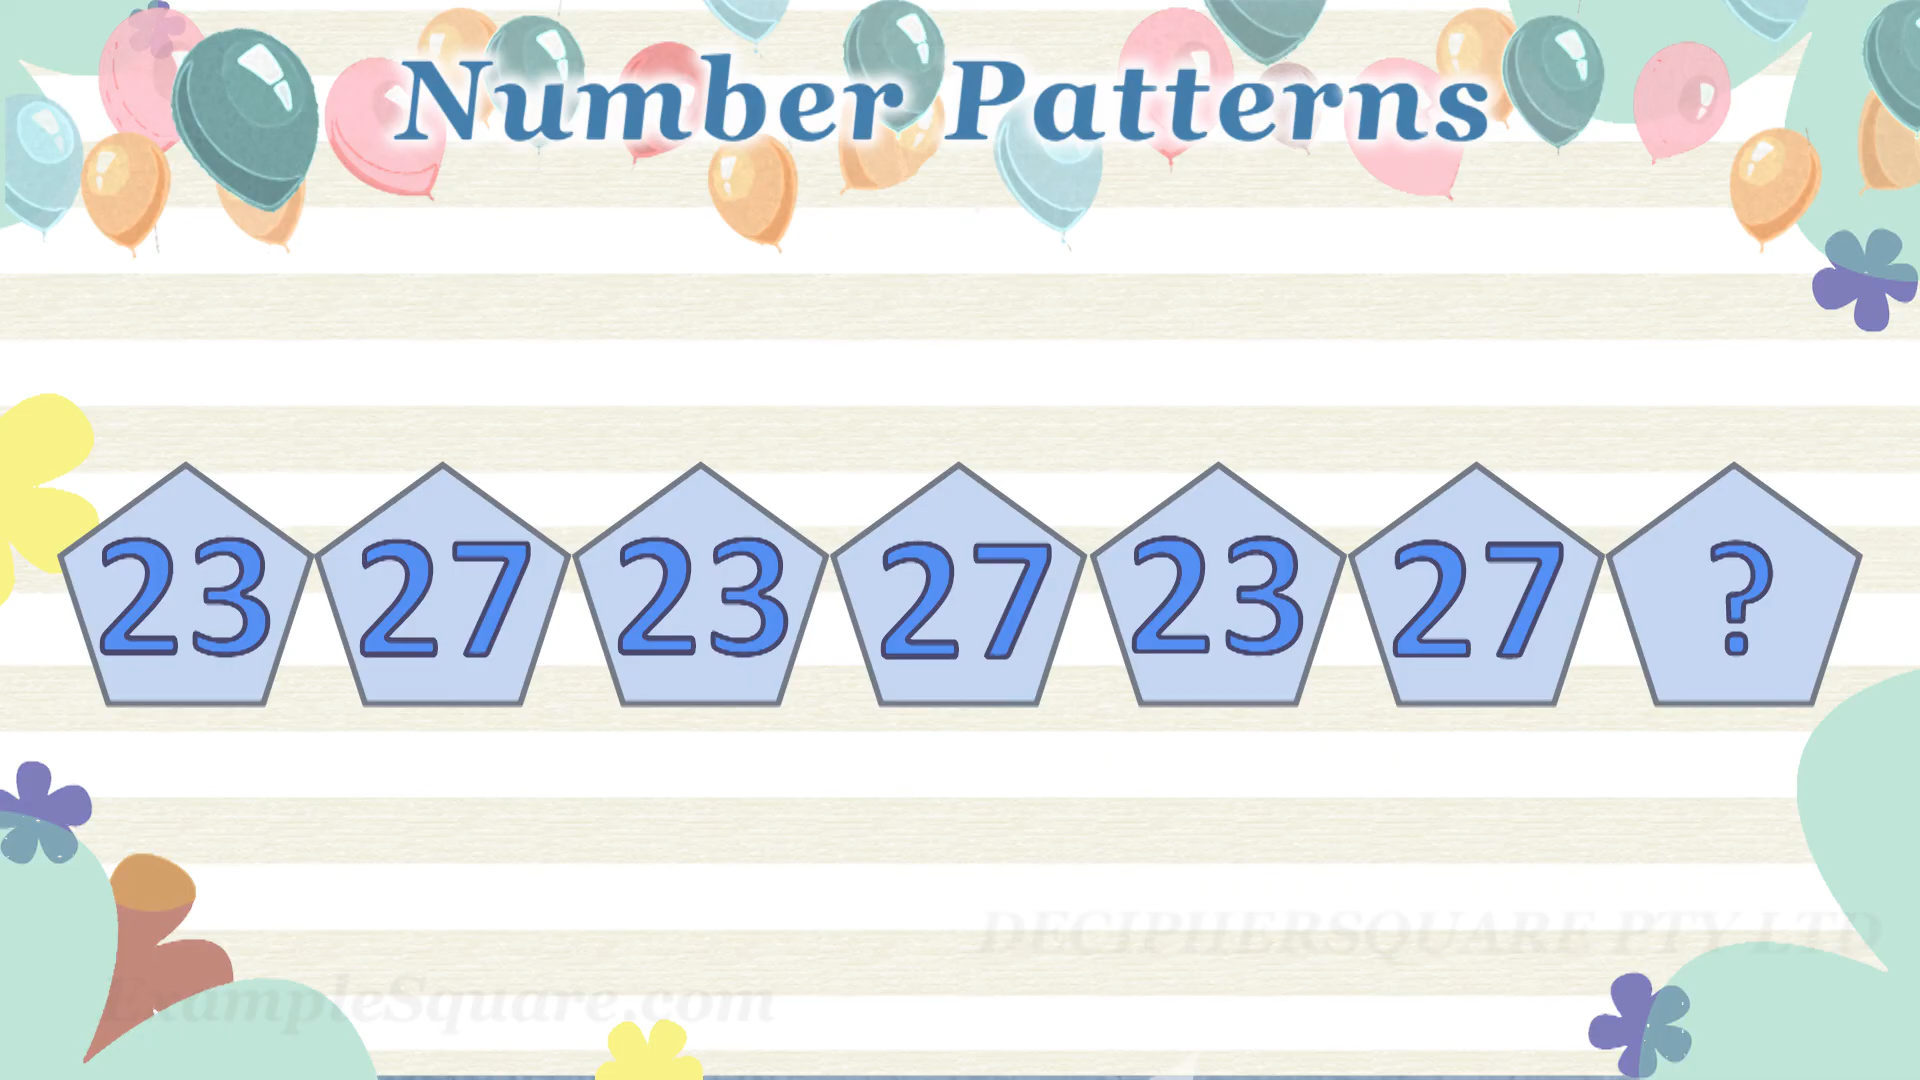 Number Patterns
23 27 23 27 23 27 ?
DECIPHERSQUARE PTY LTD
ExampleSquare.com